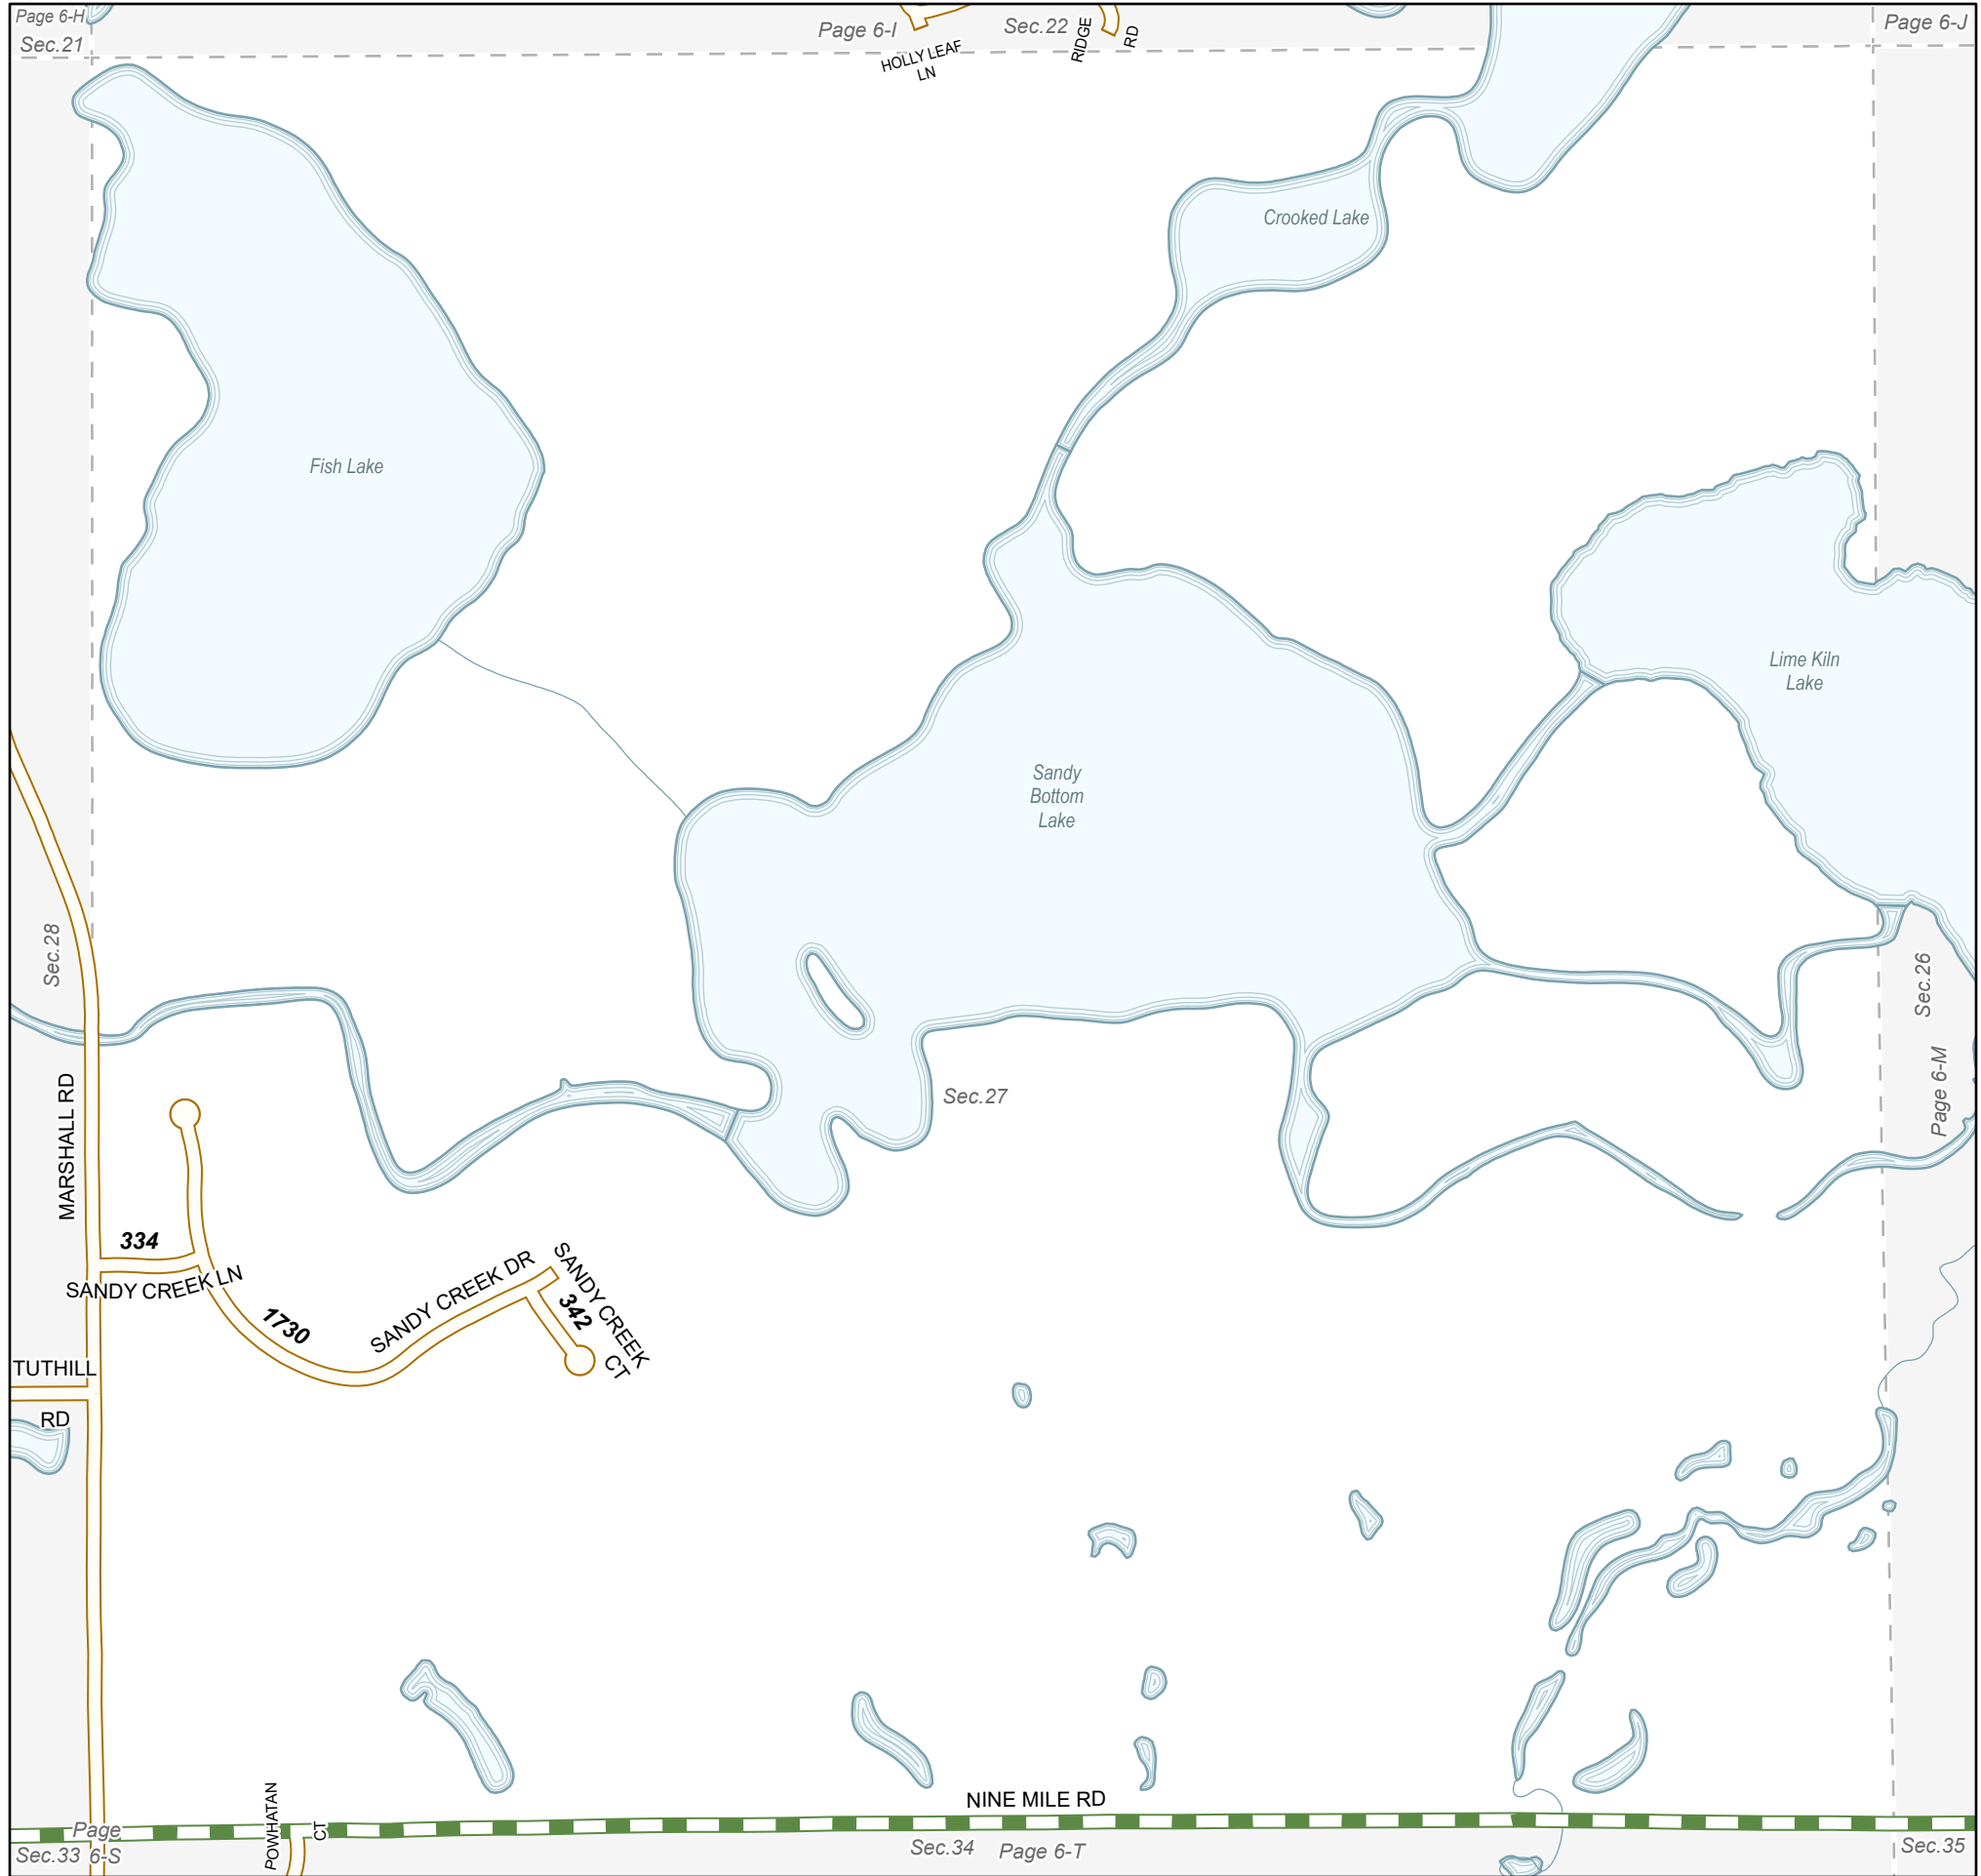 Page 6-H
Sec.21
Page 6-I
Sec.22
Page 6-J
HOLLY LEAF
LN
RIDGE
RD
Crooked Lake
Fish Lake
Lime Kiln
Lake
Sandy
Bottom
Lake
Sec.28
Sec.26
Page 6-M
Sec.27
MARSHALL RD
334
SANDY CREEK LN
1730
SANDY CREEK DR
SANDY CREEK
CT
342
TUTHILL
RD
POWHATAN
CT
NINE MILE RD
Page
6-S
Sec.33
Sec.34
Page 6-T
Sec.35